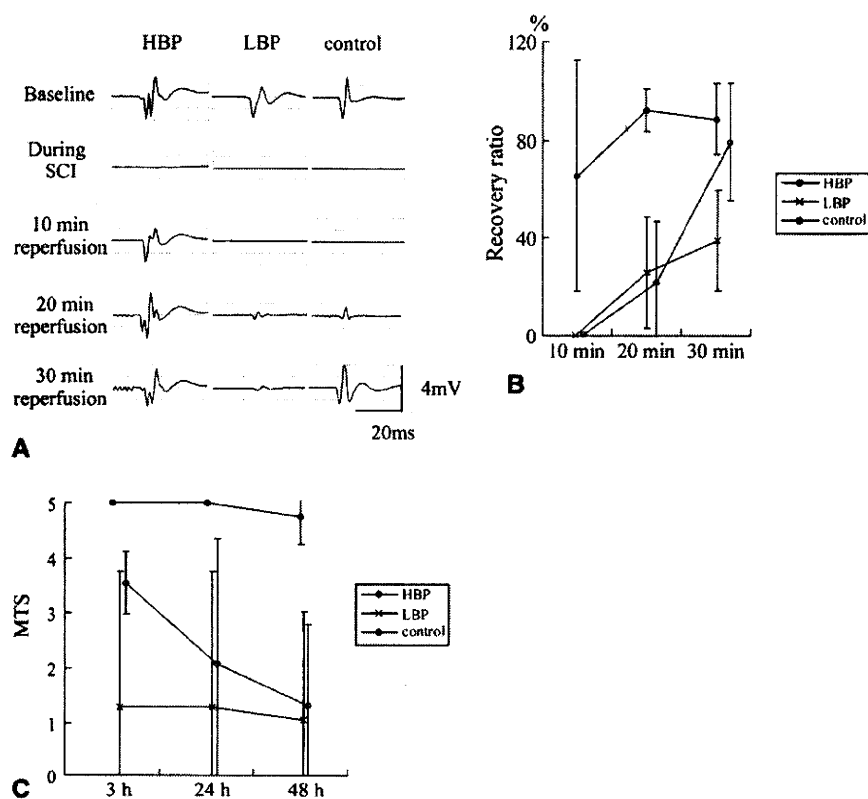 HBP LBP control
Baseline
During
SCI
10 min
reperfusion
20 min
reperfusion
30 min
reperfusion
4mV
20ms
A
%
120
80
40
0
Recovery ratio
10 min 20 min 30 min
HBP
LBP
control
B
5
4
3
2
1
0
MTS
3 h 24 h 48 h
HBP
LBP
control
C